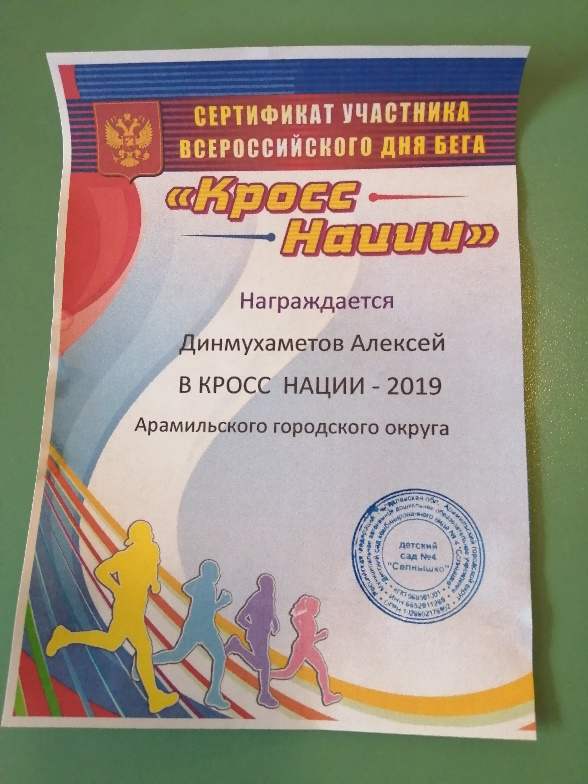 СЕРТИФИКАТ УЧАСТНИКА
ВСЕРОССИЙСКОГО ДНЯ БЕГА
«Кросс
Нации»
Награждается
Динмухаметов Алексей
В КРОСС НАЦИИ - 2019
Арамильского городского округа
детский
сад №4
"Солнышко"